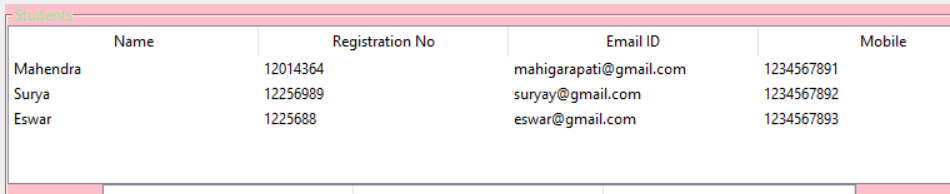 Students
Name Registration No Email ID Mobile
Mahendra 12014364 mahigarapati@gmail.com 1234567891
Surya 12256989 suryay@gmail.com 1234567892
Eswar 1225688 eswar@gmail.com 1234567893